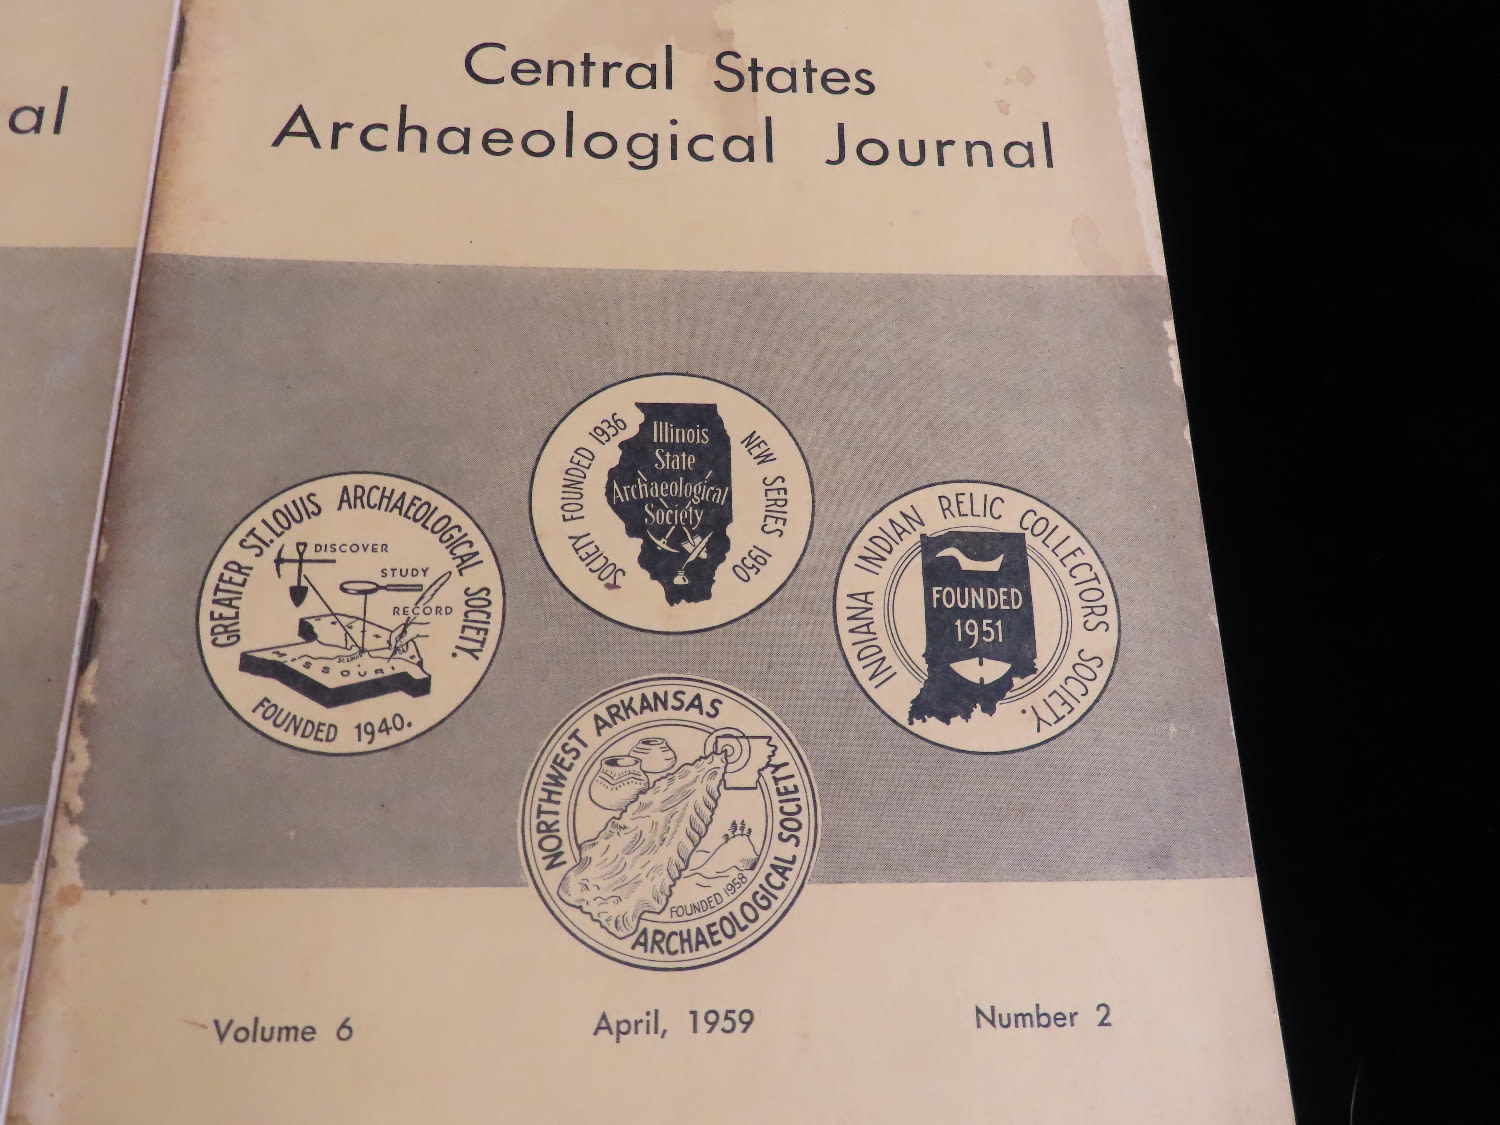 al
Central States
Archaeological Journal
SOCIETY FOUNDED 1936
NEW SERIES 1950
Illinois
State
Archaeological
Society
GREATER ST. LOUIS ARCHAEOLOGICAL SOCIETY.
DISCOVER
STUDY
RECORD
ST. LOUIS
MISSOURI
FOUNDED 1940.
INDIANA INDIAN RELIC COLLECTORS SOCIETY.
FOUNDED
1951
NORTHWEST ARKANSAS
FOUNDED 1958
ARCHAEOLOGICAL SOCIETY
Volume 6
April, 1959
Number 2